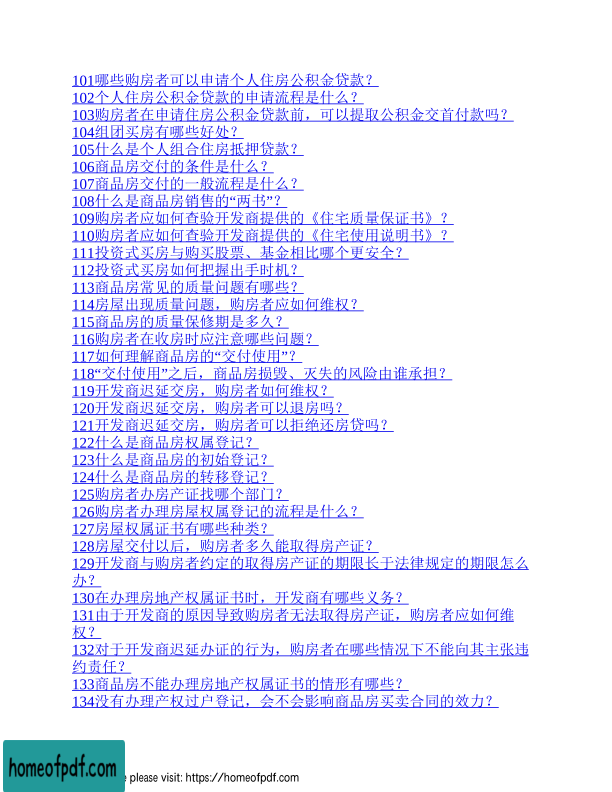 101哪些购房者可以申请个人住房公积金贷款？
102个人住房公积金贷款的申请流程是什么？
103购房者在申请住房公积金贷款前，可以提取公积金交首付款吗？
104组团买房有哪些好处？
105什么是个人组合住房抵押贷款？
106商品房交付的条件是什么？
107商品房交付的一般流程是什么？
108什么是商品房销售的“两书”？
109购房者应如何查验开发商提供的《住宅质量保证书》？
110购房者应如何查验开发商提供的《住宅使用说明书》？
111投资式买房与购买股票、基金相比哪个更安全？
112投资式买房如何把握出手时机？
113商品房常见的质量问题有哪些？
114房屋出现质量问题，购房者应如何维权？
115商品房的质量保修期是多久？
116购房者在收房时应注意哪些问题？
117如何理解商品房的“交付使用”？
118“交付使用”之后，商品房损毁、灭失的风险由谁承担？
119开发商迟延交房，购房者如何维权？
120开发商迟延交房，购房者可以退房吗？
121开发商迟延交房，购房者可以拒绝还房贷吗？
122什么是商品房权属登记？
123什么是商品房的初始登记？
124什么是商品房的转移登记？
125购房者办房产证找哪个部门？
126购房者办理房屋权属登记的流程是什么？
127房屋权属证书有哪些种类？
128房屋交付以后，购房者多久能取得房产证？
129开发商与购房者约定的取得房产证的期限长于法律规定的期限怎么
办？
130在办理房地产权属证书时，开发商有哪些义务？
131由于开发商的原因导致购房者无法取得房产证，购房者应如何维
权？
132对于开发商迟延办证的行为，购房者在哪些情况下不能向其主张违
约责任？
133商品房不能办理房地产权属证书的情形有哪些？
134没有办理产权过户登记，会不会影响商品房买卖合同的效力？
homeofpdf.com
e please visit: https://homeofpdf.com